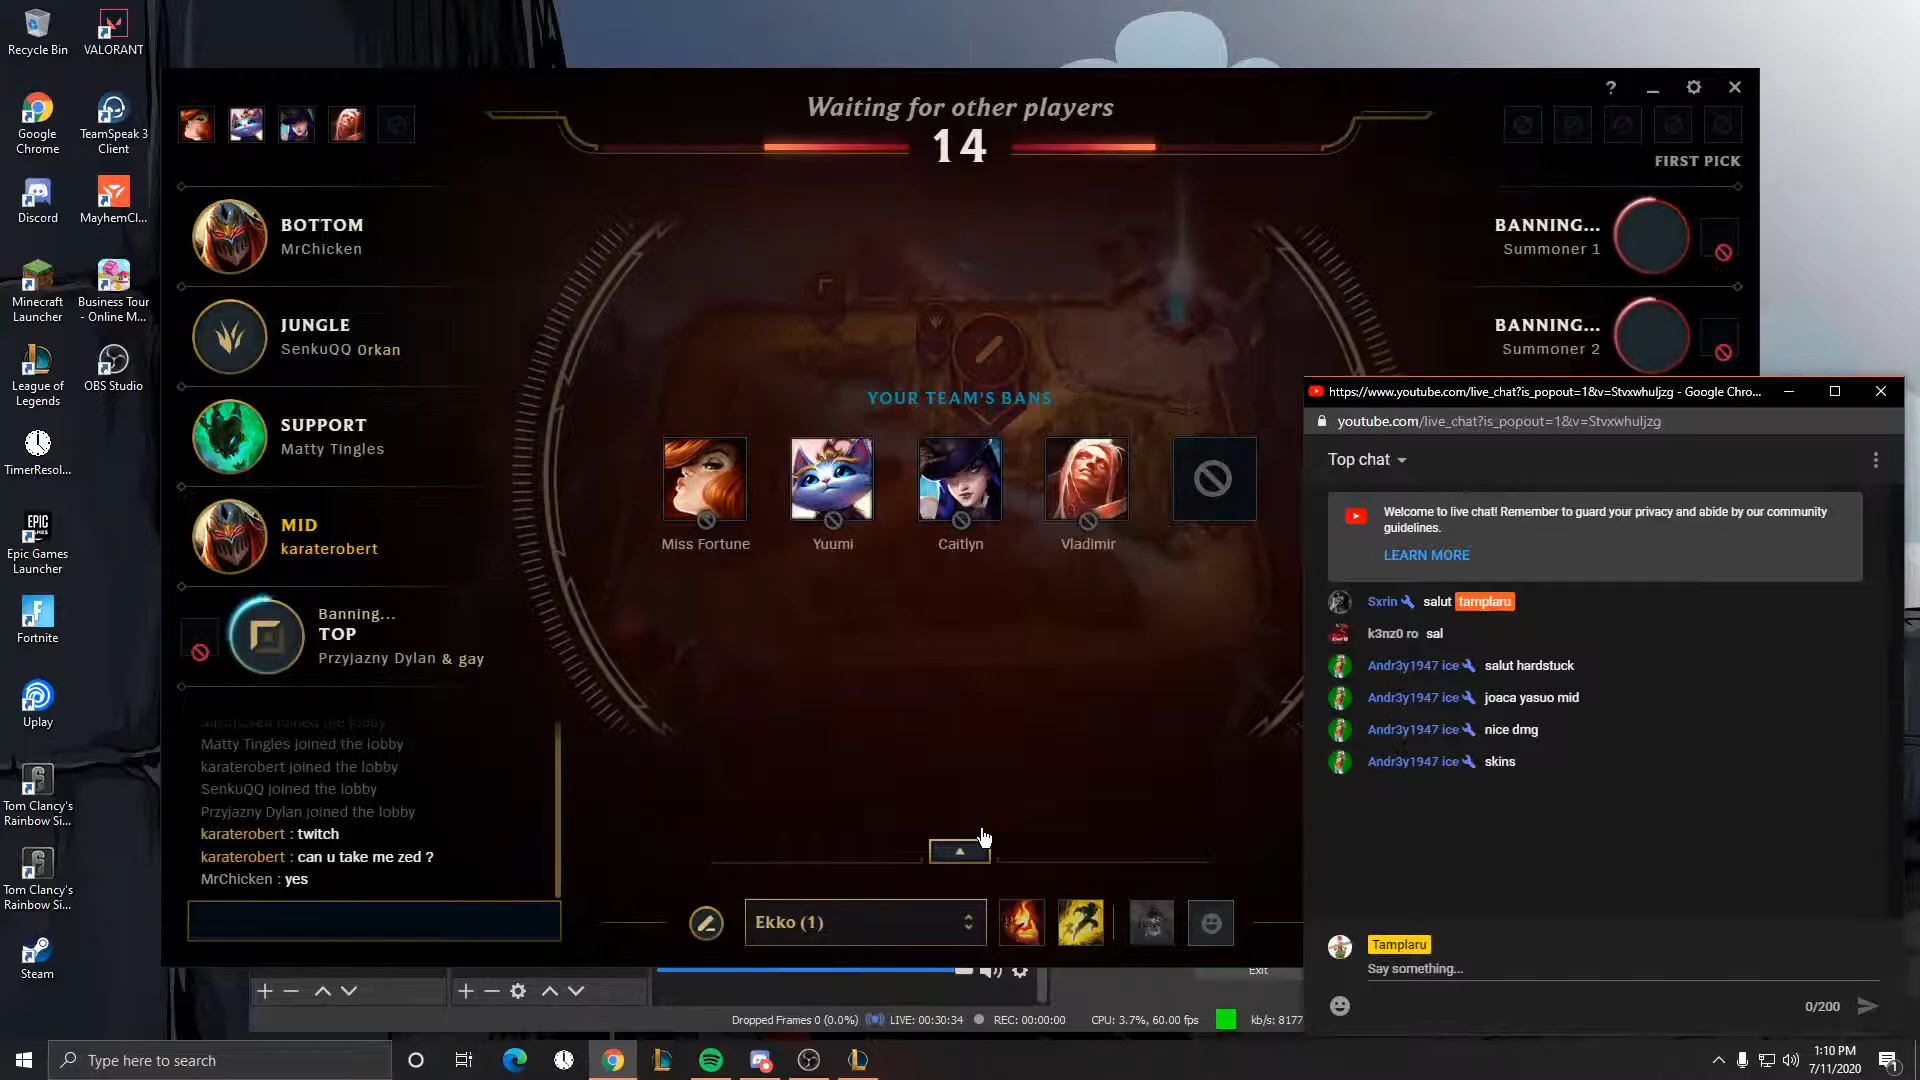 Recycle Bin
VALORANT
Google Chrome
TeamSpeak 3 Client
Discord
MayhemCl...
Minecraft Launcher
Business Tour - Online M...
League of Legends
OBS Studio
TimerResol...
Epic Games Launcher
Fortnite
Uplay
Tom Clancy's Rainbow Si...
Tom Clancy's Rainbow Si...
Steam
Waiting for other players
14
FIRST PICK
BOTTOM
MrChicken
JUNGLE
SenkuQQ Orkan
SUPPORT
Matty Tingles
MID
karaterobert
Banning...
TOP
Przyjazny Dylan & gay
BANNING...
Summoner 1
BANNING...
Summoner 2
YOUR TEAM'S BANS
Miss Fortune
Yuumi
Caitlyn
Vladimir
Matty Tingles joined the lobby
karaterobert joined the lobby
SenkuQQ joined the lobby
Przyjazny Dylan joined the lobby
karaterobert : twitch
karaterobert : can u take me zed ?
MrChicken : yes
Ekko (1)
https://www.youtube.com/live_chat?is_popout=1&v=Stvxwhuljzg - Google Chro...
youtube.com/live_chat?is_popout=1&v=Stvxwhuljzg
Top chat
Welcome to live chat! Remember to guard your privacy and abide by our community
guidelines.
LEARN MORE
Sxrin salut tamplaru
k3nz0 ro sal
Andr3y1947 ice salut hardstuck
Andr3y1947 ice joaca yasuo mid
Andr3y1947 ice nice dmg
Andr3y1947 ice skins
Tamplaru
Say something...
0/200
Exit
Dropped Frames 0 (0.0%) LIVE: 00:30:34 REC: 00:00:00 CPU: 3.7%, 60.00 fps kb/s: 8177
Type here to search
1:10 PM
7/11/2020
1